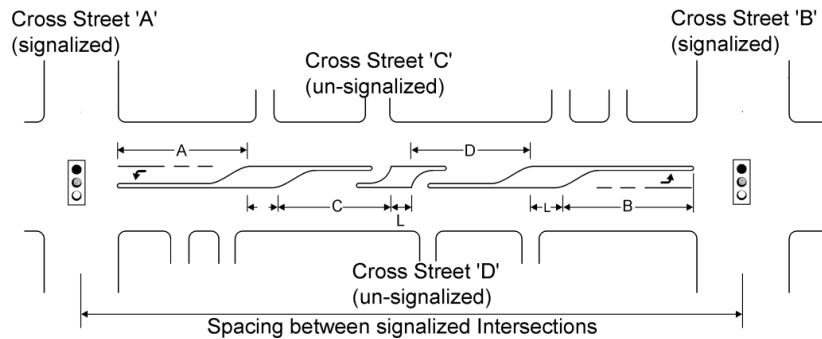 Cross Street 'A'
(signalized)
Cross Street 'B'
(signalized)
Cross Street 'C'
(un-signalized)
A
D
C
L
L
B
Cross Street 'D'
(un-signalized)
Spacing between signalized Intersections